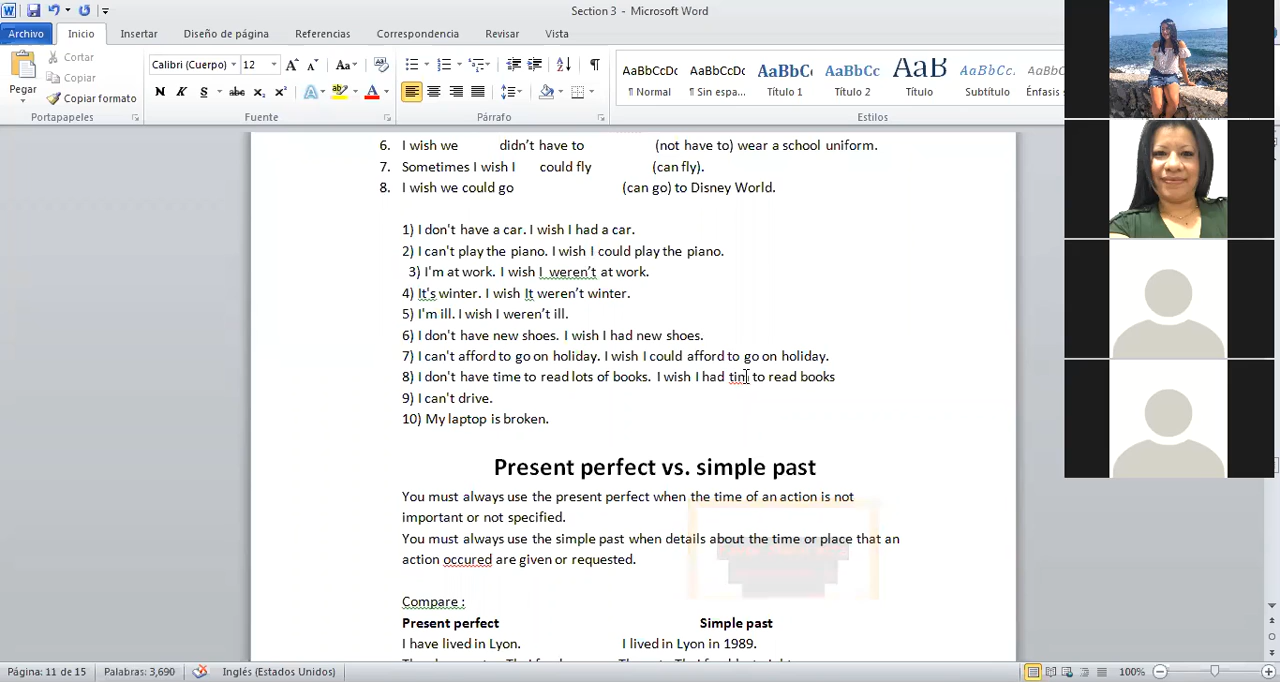 Section 3 - Microsoft Word
Archivo Inicio Insertar Diseño de página Referencias Correspondencia Revisar Vista
Cortar
Copiar
Copiar formato
Pegar
Calibri (Cuerpo) 12
AaBbCcDc AaBbCcDc AaBbC AaBbCc AaB AaBbCc AaBbCc
¶ Normal ¶ Sin espa... Título 1 Título 2 Título Subtítulo Énfasis
Portapapeles Fuente Párrafo Estilos
6. I wish we didn't have to (not have to) wear a school uniform.
7. Sometimes I wish I could fly (can fly).
8. I wish we could go (can go) to Disney World.
1) I don't have a car. I wish I had a car.
2) I can't play the piano. I wish I could play the piano.
3) I'm at work. I wish I weren't at work.
4) It's winter. I wish It weren't winter.
5) I'm ill. I wish I weren't ill.
6) I don't have new shoes. I wish I had new shoes.
7) I can't afford to go on holiday. I wish I could afford to go on holiday.
8) I don't have time to read lots of books. I wish I had tin to read books
9) I can't drive.
10) My laptop is broken.
Present perfect vs. simple past
You must always use the present perfect when the time of an action is not
important or not specified.
You must always use the simple past when details about the time or place that an
action occured are given or requested.
Compare :
Present perfect Simple past
I have lived in Lyon. I lived in Lyon in 1989.
Página: 11 de 15 Palabras: 3,690 Inglés (Estados Unidos) 100%